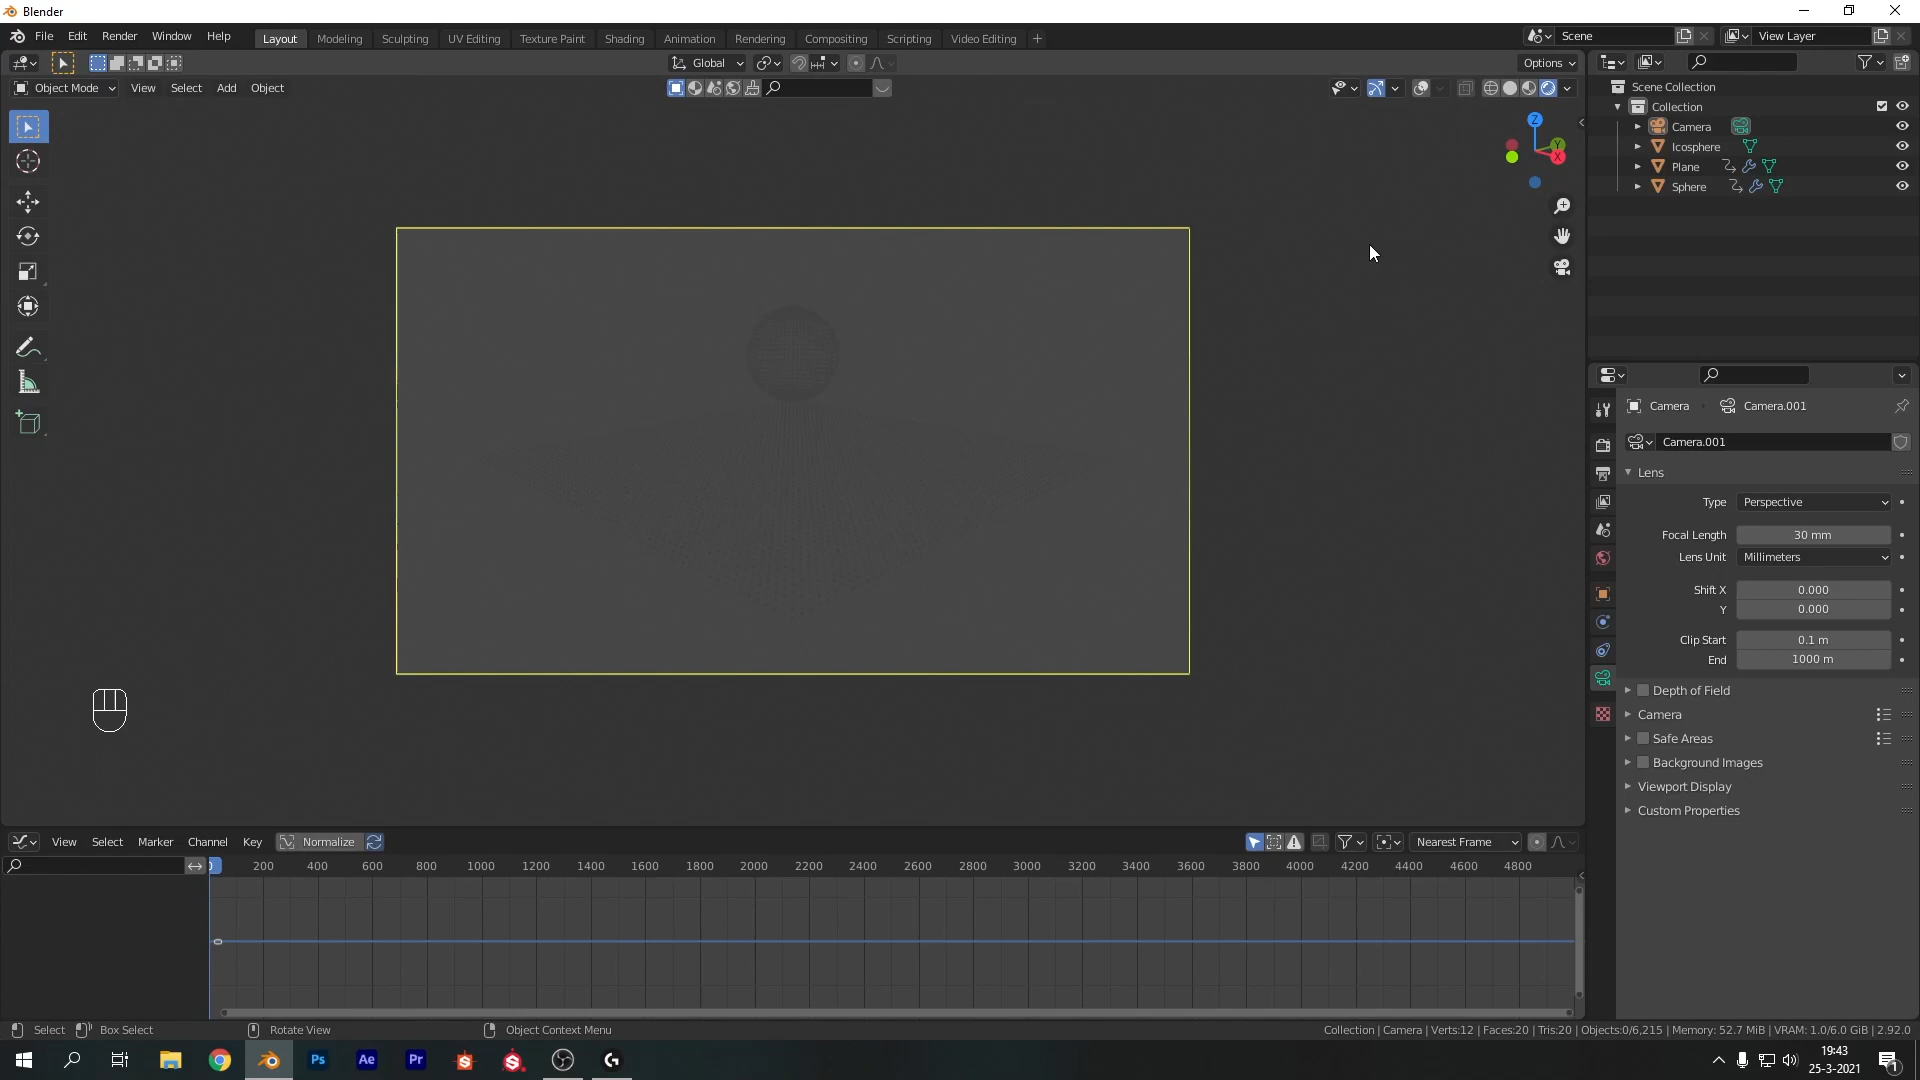 Blender
File Edit Render Window Help
Layout Modeling Sculpting UV Editing Texture Paint Shading Animation Rendering Compositing Scripting Video Editing +
Scene
View Layer
Global
Options
Object Mode View Select Add Object
Z
Y
X
Scene Collection
Collection
Camera
Icosphere
Plane
Sphere
Camera Camera.001
Camera.001
Lens
Type Perspective
Focal Length 30 mm
Lens Unit Millimeters
Shift X 0.000
Y 0.000
Clip Start 0.1 m
End 1000 m
Depth of Field
Camera
Safe Areas
Background Images
Viewport Display
Custom Properties
View Select Marker Channel Key Normalize
Nearest Frame
200 400 600 800 1000 1200 1400 1600 1800 2000 2200 2400 2600 2800 3000 3200 3400 3600 3800 4000 4200 4400 4600 4800
Select Box Select Rotate View Object Context Menu
Collection | Camera | Verts:12 | Faces:20 | Tris:20 | Objects:0/6,215 | Memory: 52.7 MiB | VRAM: 1.0/6.0 GiB | 2.92.0
Ps Ae Pr
19:43
25-3-2021
1